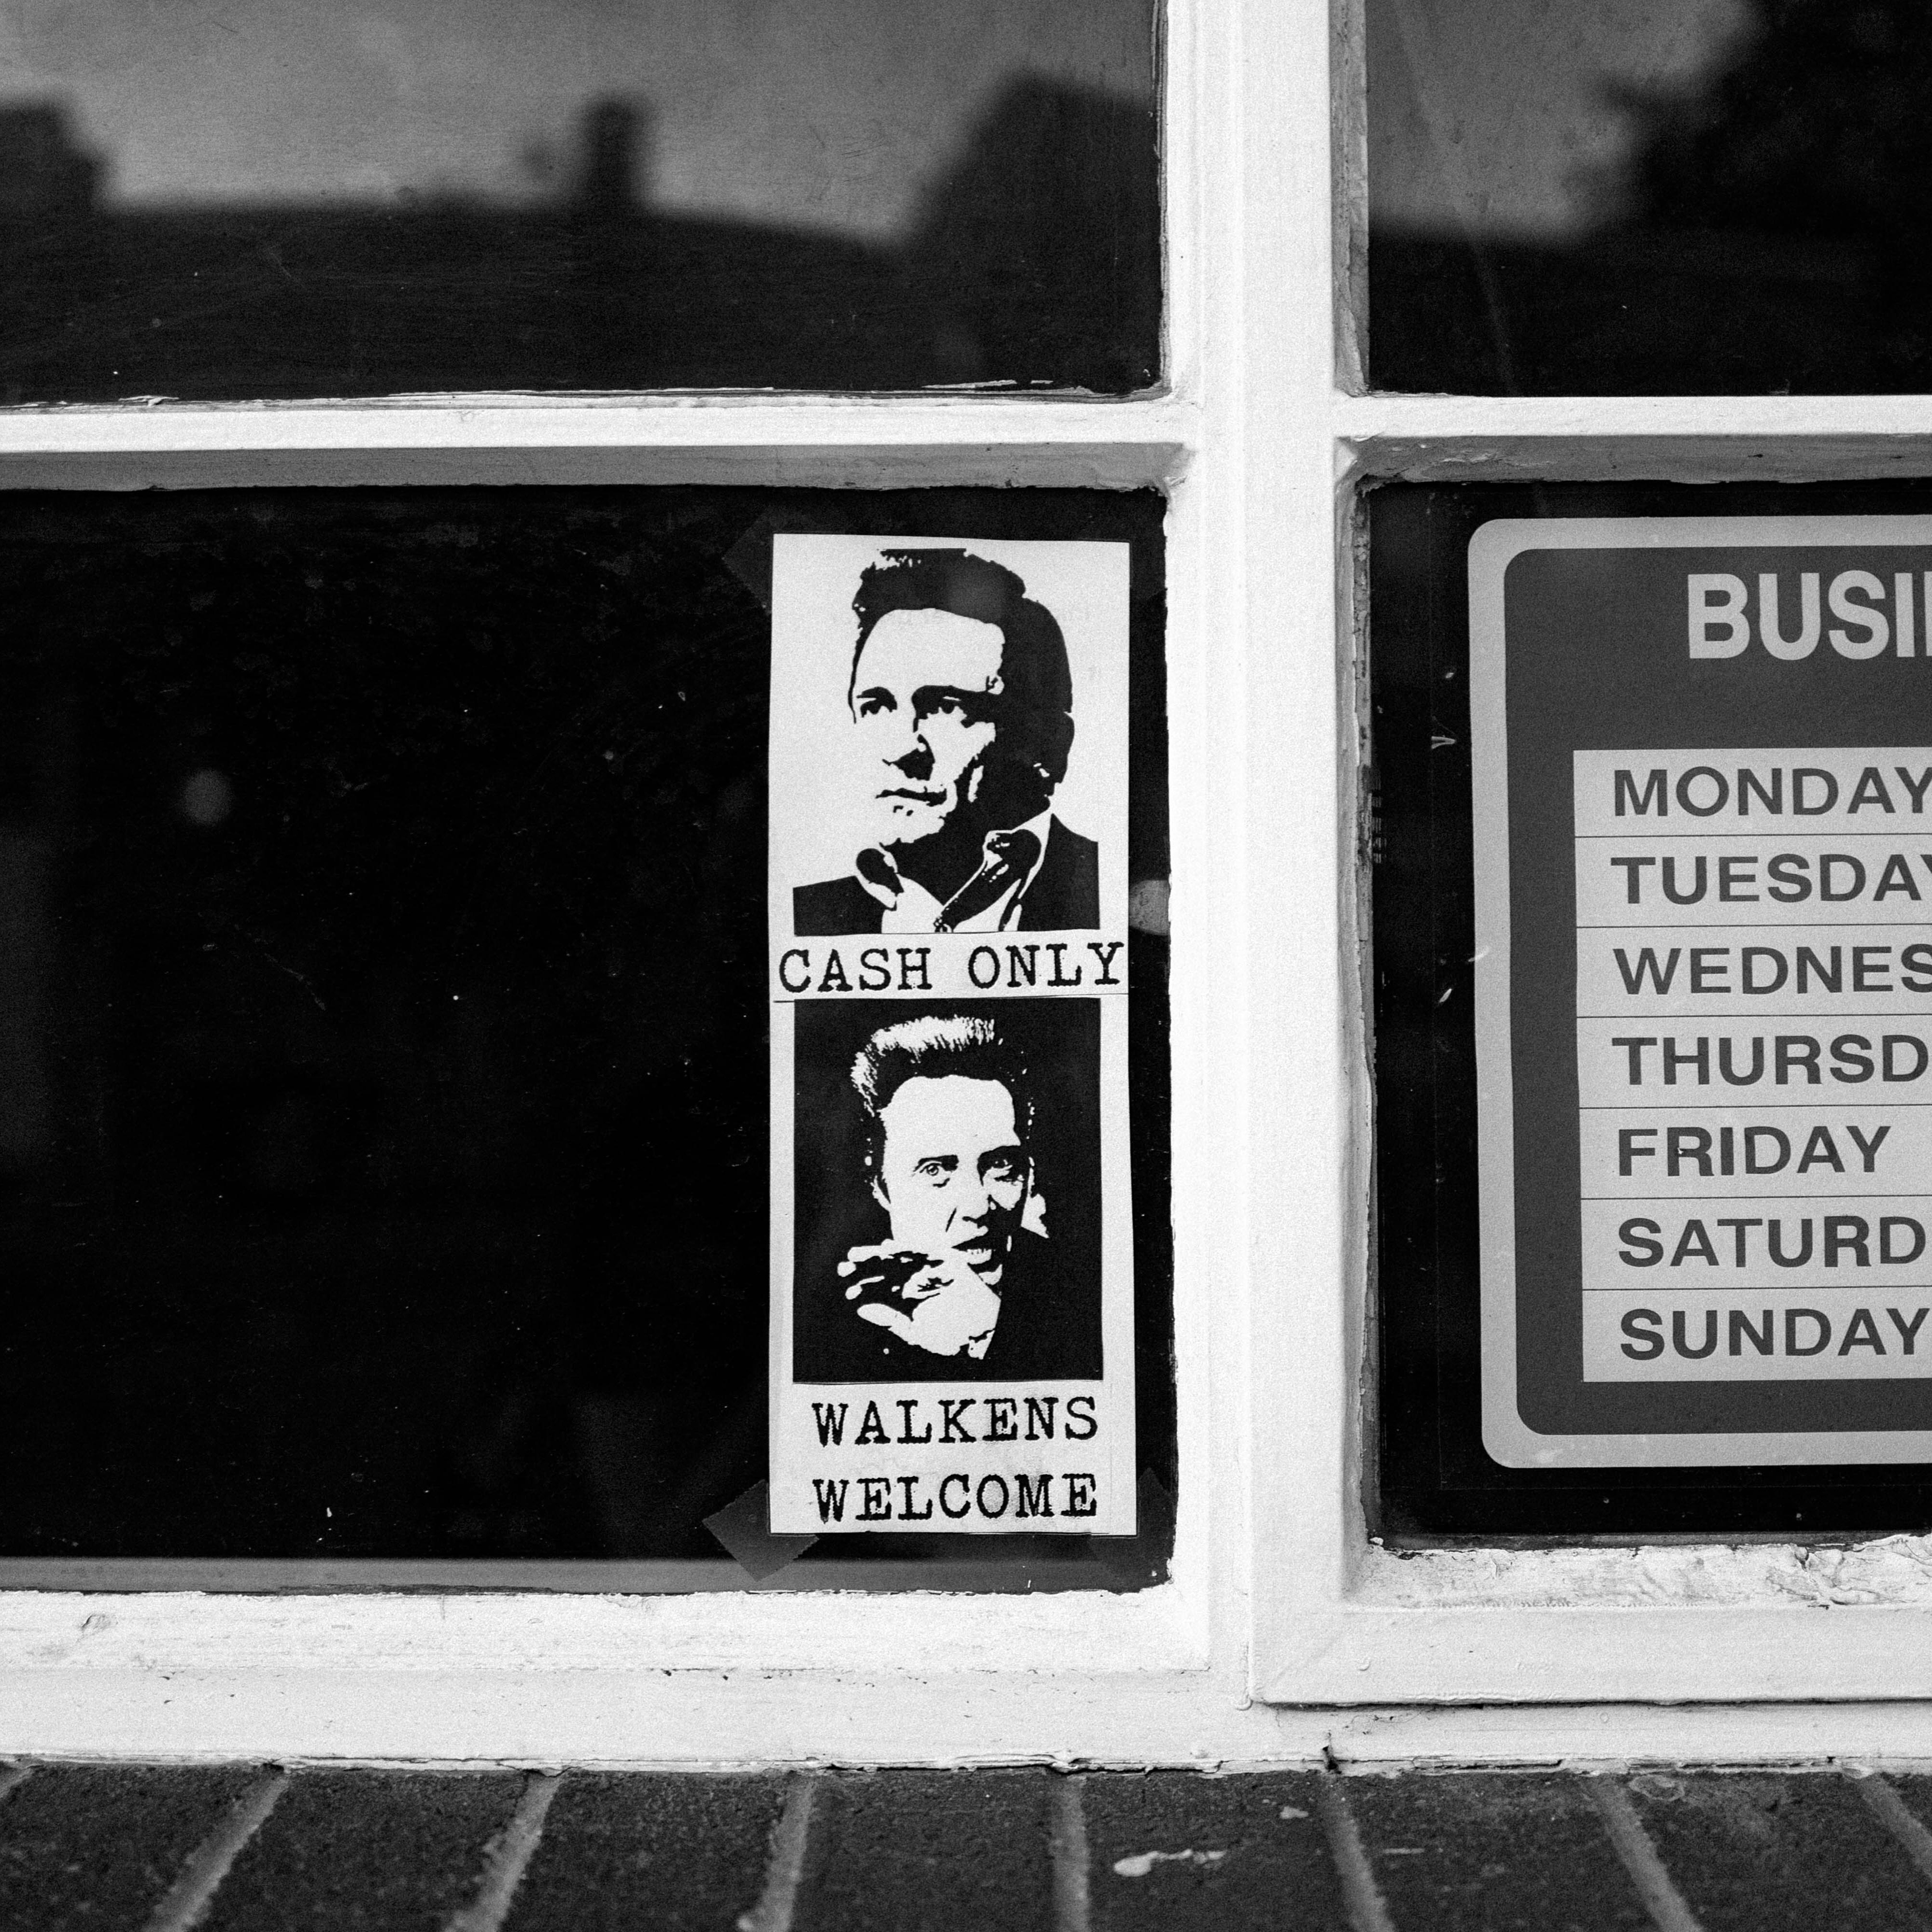 CASH ONLY
WALKENS
WELCOME
BUSI
MONDAY
TUESDAY
WEDNES
THURSD
FRIDAY
SATURD
SUNDAY